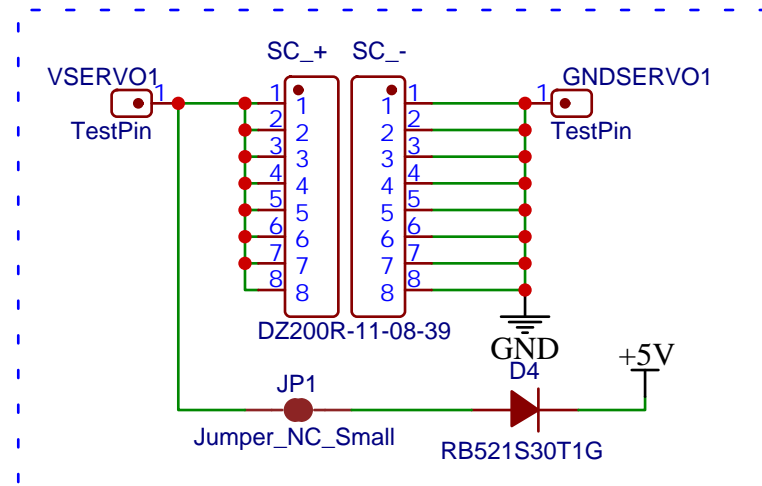 SC_+ SC_-
VSERVO1 GNDSERVO1
1 1 1 1 1 1
TestPin TestPin
2 2 2 2
3 3 3 3
4 4 4 4
5 5 5 5
6 6 6 6
7 7 7 7
8 8 8 8
DZ200R-11-08-39
GND
+5V
D4
JP1
Jumper_NC_Small
RB521S30T1G